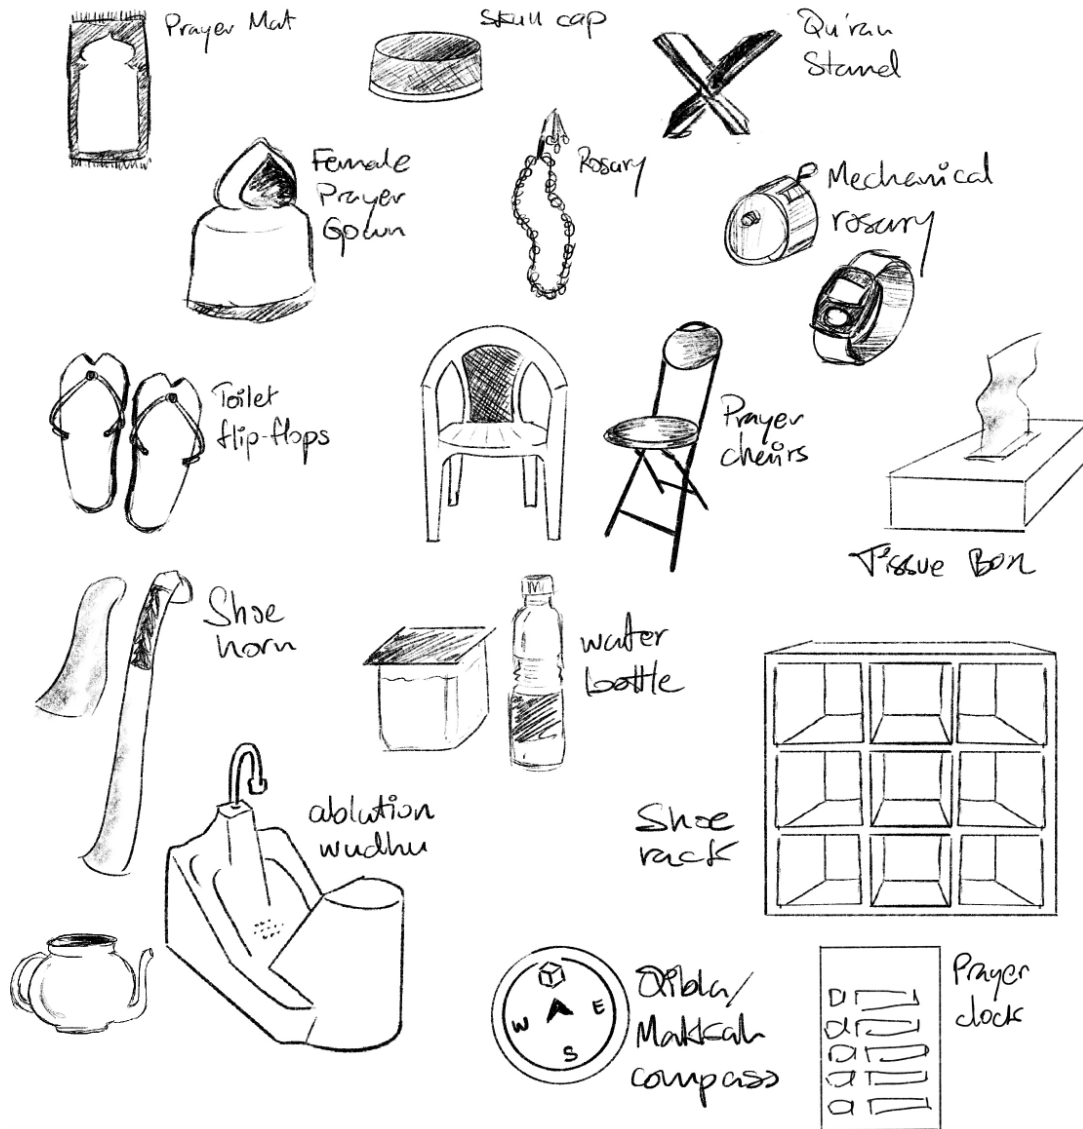 Prayer Mat
Skull cap
Qu'ran
Stand
Female
Prayer
Gown
Rosary
Mechanical
rosary
Toilet
flip-flops
Prayer
chairs
Tissue Box
Shoe
horn
water
bottle
ablution
wudhu
Shoe
rack
W
E
S
Qibla/
Makkah
compass
Prayer
clock